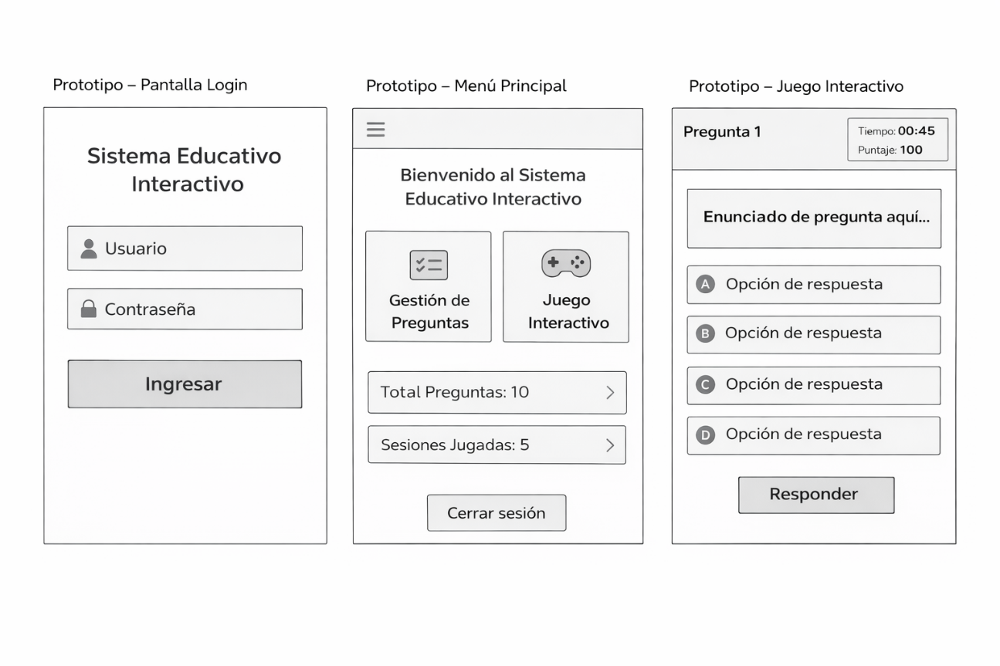 Prototipo – Pantalla Login
Sistema Educativo
Interactivo
Usuario
Contraseña
Ingresar
Prototipo – Menú Principal
Bienvenido al Sistema
Educativo Interactivo
Gestión de
Preguntas
Juego
Interactivo
Total Preguntas: 10
Sesiones Jugadas: 5
Cerrar sesión
Prototipo – Juego Interactivo
Pregunta 1
Tiempo: 00:45
Puntaje: 100
Enunciado de pregunta aquí...
A Opción de respuesta
B Opción de respuesta
C Opción de respuesta
D Opción de respuesta
Responder